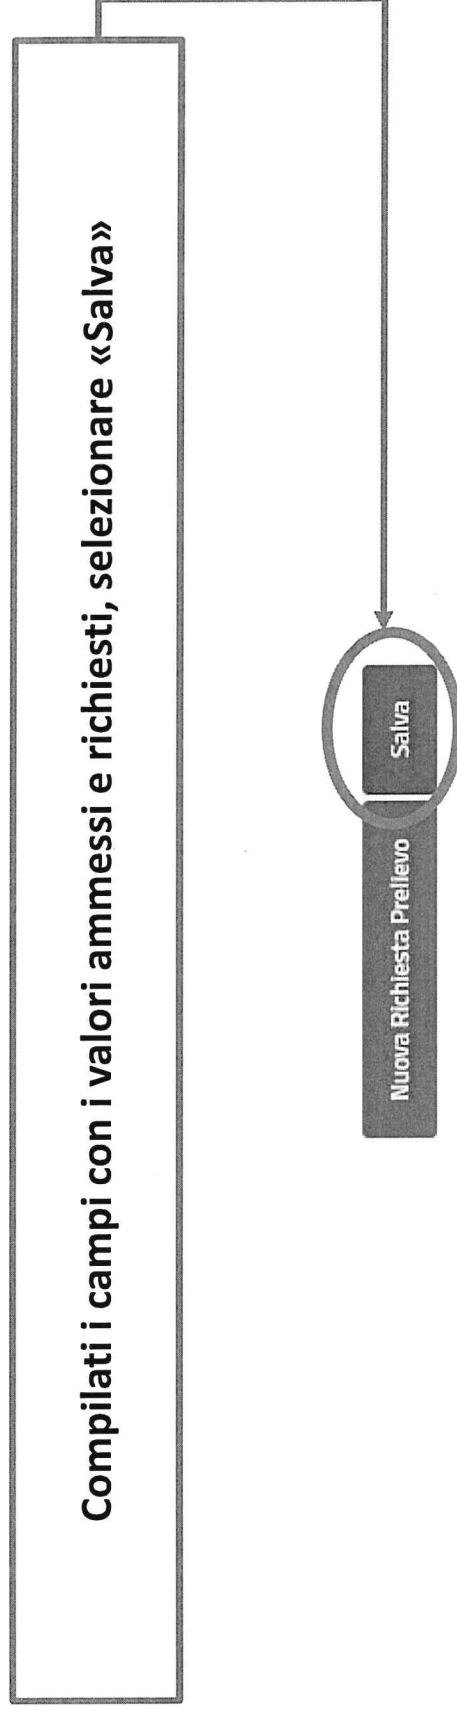 Compilati i campi con i valori ammessi e richiesti, selezionare «Salva»
Nuova Richiesta Prelievo
Salva